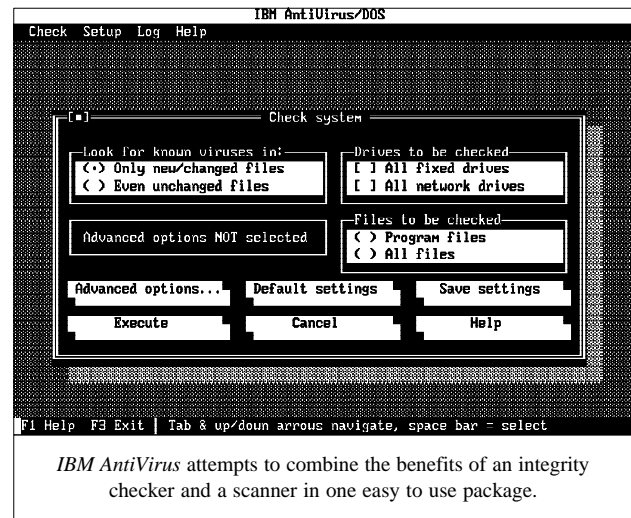 IBM AntiVirus/DOS
Check Setup Log Help
[■] Check system
Look for known viruses in:
(•) Only new/changed files
( ) Even unchanged files
Drives to be checked
[ ] All fixed drives
[ ] All network drives
Advanced options NOT selected
Files to be checked
( ) Program files
( ) All files
Advanced options... Default settings Save settings
Execute Cancel Help
F1 Help F3 Exit | Tab & up/down arrows navigate, space bar = select
IBM AntiVirus attempts to combine the benefits of an integrity
checker and a scanner in one easy to use package.